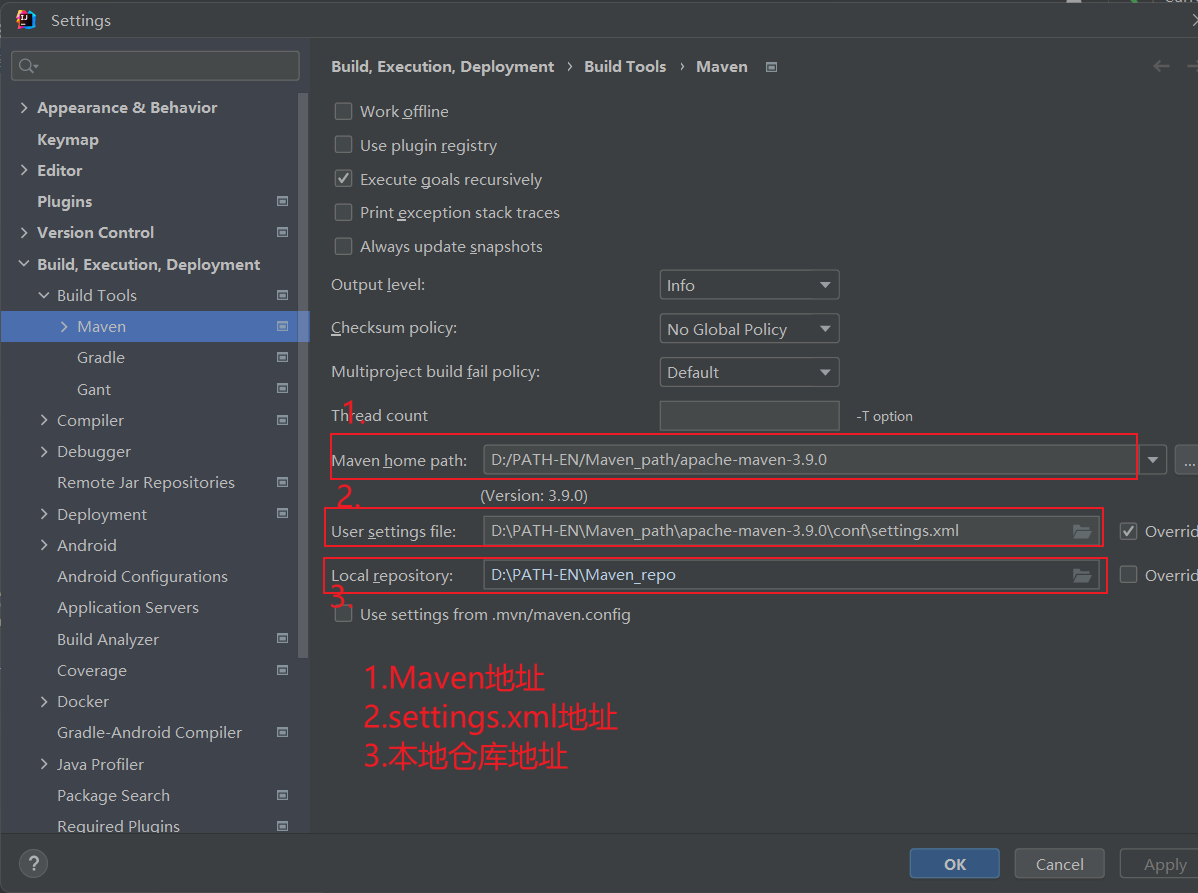 Settings
Build, Execution, Deployment › Build Tools › Maven
Appearance & Behavior
Keymap
Editor
Plugins
Version Control
Build, Execution, Deployment
Build Tools
Maven
Gradle
Gant
Compiler
Debugger
Remote Jar Repositories
Deployment
Android
Android Configurations
Application Servers
Build Analyzer
Coverage
Docker
Gradle-Android Compiler
Java Profiler
Package Search
Required Plugins
Work offline
Use plugin registry
Execute goals recursively
Print exception stack traces
Always update snapshots
Output level: Info
Checksum policy: No Global Policy
Multiproject build fail policy: Default
Thread count -T option
1.
Maven home path: D:/PATH-EN/Maven_path/apache-maven-3.9.0 ...
(Version: 3.9.0)
2.
User settings file: D:\PATH-EN\Maven_path\apache-maven-3.9.0\conf\settings.xml Overrid
Local repository: D:\PATH-EN\Maven_repo Overrid
3.
Use settings from .mvn/maven.config
1.Maven地址
2.settings.xml地址
3.本地仓库地址
? OK Cancel Apply